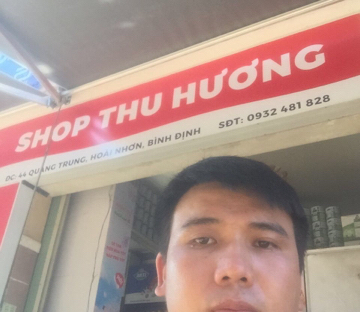 SHOP THU HƯƠNG
ĐC: 44 QUANG TRUNG, HOÀI NHƠN, BÌNH ĐỊNH SĐT: 0932 481 828